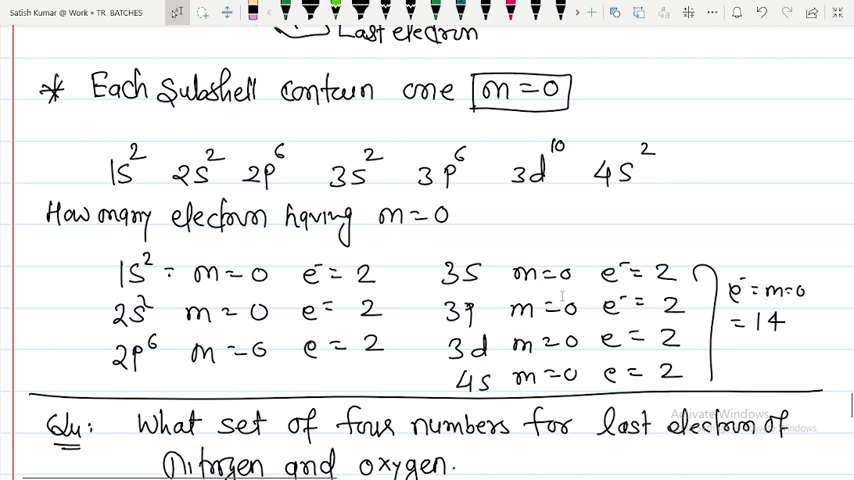 Satish Kumar @ Work » TR BATCHES
Last electron
* Each Subshell contain one m=0
1s² 2s² 2p⁶ 3s² 3p⁶ 3d¹⁰ 4s²
How many electron having m=0
1s² = m=0 e⁻=2 3s m=0 e⁻=2
2s² m=0 e⁻=2 3p m=0 e⁻=2
2p⁶ m=0 e=2 3d m=0 e=2
4s m=0 e=2
e⁻=m=0
=14
Activate Windows
Qu: What set of four numbers for last electron of
Nitrogen and oxygen.